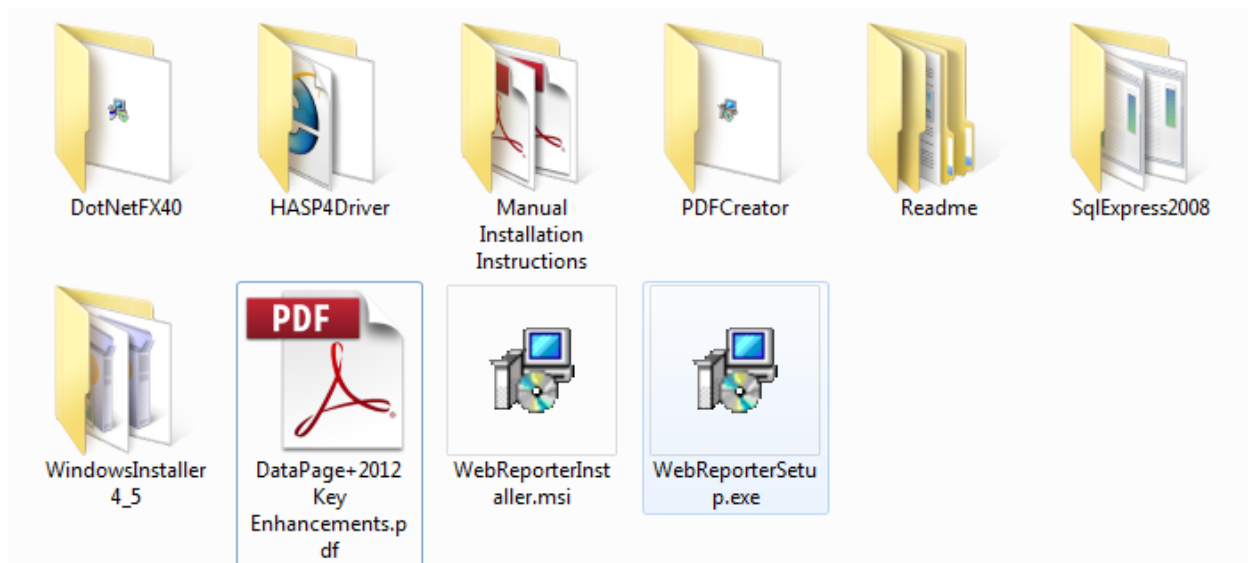 DotNetFX40
HASP4Driver
Manual
Installation
Instructions
PDFCreator
Readme
SqlExpress2008
WindowsInstaller
4_5
PDF
DataPage+2012
Key
Enhancements.p
df
WebReporterInst
aller.msi
WebReporterSetu
p.exe